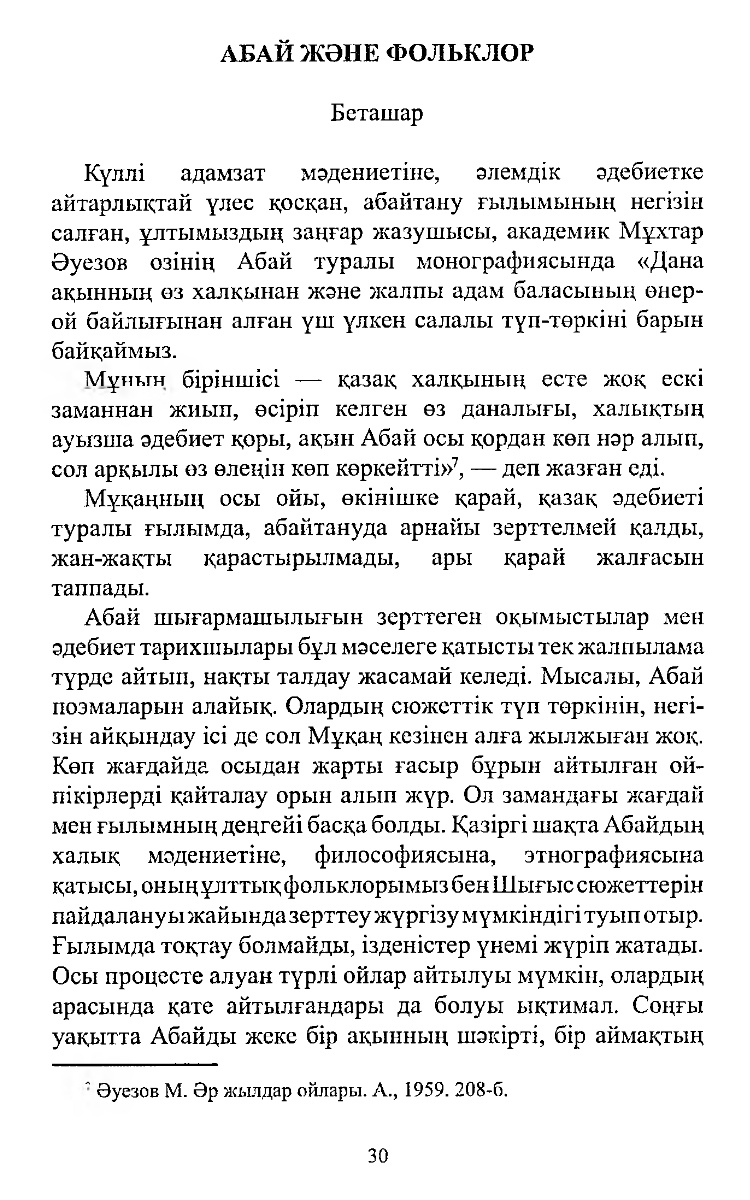 АБАЙ ЖӘНЕ ФОЛЬКЛОР
Беташар
Күллі адамзат мәдениетіне, әлемдік әдебиетке
айтарлықтай үлес қосқан, абайтану ғылымының негізін
салған, ұлтымыздың заңғар жазушысы, академик Мұхтар
Әуезов өзінің Абай туралы монографиясында «Дана
ақынның өз халқынан және жалпы адам баласының өнер-
ой байлығынан алған үш үлкен салалы түп-төркіні барын
байқаймыз.
Мұның біріншісі — қазақ халқының есте жоқ ескі
заманнан жиып, өсіріп келген өз даналығы, халықтың
ауызша әдебиет қоры, ақын Абай осы қордан көп нәр алып,
сол арқылы өз өлеңін көп көркейтті»⁷, — деп жазған еді.
Мұқаңның осы ойы, өкінішке қарай, қазақ әдебиеті
туралы ғылымда, абайтануда арнайы зерттелмей қалды,
жан-жақты қарастырылмады, ары қарай жалғасын
таппады.
Абай шығармашылығын зерттеген оқымыстылар мен
әдебиет тарихшылары бұл мәселеге қатысты тек жалпылама
түрде айтып, нақты талдау жасамай келеді. Мысалы, Абай
поэмаларын алайық. Олардың сюжеттік түп төркінін, негі-
зін айқындау ісі де сол Мұқаң кезінен алға жылжыған жоқ.
Көп жағдайда осыдан жарты ғасыр бұрын айтылған ой-
пікірлерді қайталау орын алып жүр. Ол замандағы жағдай
мен ғылымның деңгейі басқа болды. Қазіргі шақта Абайдың
халық мәдениетіне, философиясына, этнографиясына
қатысы, оның ұлттық фольклорымыз бен Шығыс сюжеттерін
пайдалануы жайында зерттеу жүргізу мүмкіндігі туып отыр.
Ғылымда тоқтау болмайды, ізденістер үнемі жүріп жатады.
Осы процесте алуан түрлі ойлар айтылуы мүмкін, олардың
арасында қате айтылғандары да болуы ықтимал. Соңғы
уақытта Абайды жеке бір ақынның шәкірті, бір аймақтың
⁷ Әуезов М. Әр жылдар ойлары. А., 1959. 208-б.
30